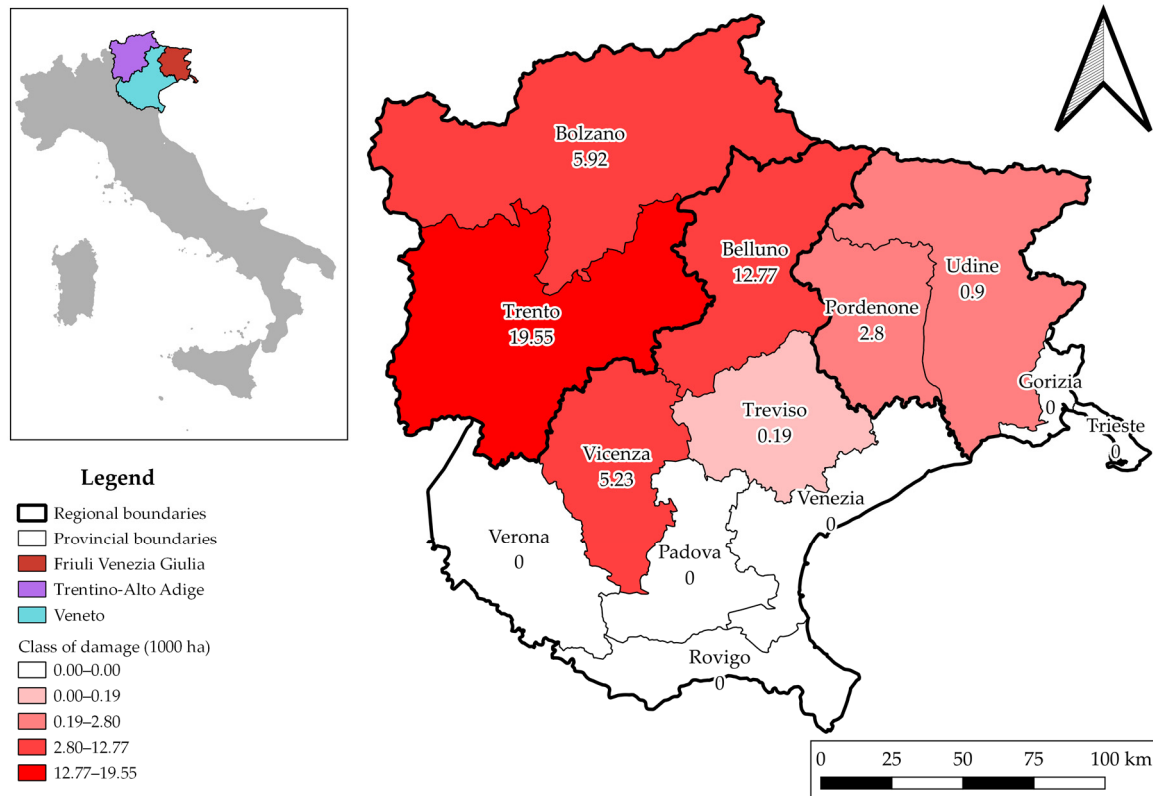 Bolzano
5.92
Belluno
12.77
Udine
0.9
Trento
19.55
Pordenone
2.8
Gorizia
0
Treviso
0.19
Trieste
0
Vicenza
5.23
Venezia
0
Verona
0
Padova
0
Rovigo
0
Legend
Regional boundaries
Provincial boundaries
Friuli Venezia Giulia
Trentino-Alto Adige
Veneto
Class of damage (1000 ha)
0.00–0.00
0.00–0.19
0.19–2.80
2.80–12.77
12.77–19.55
0 25 50 75 100 km